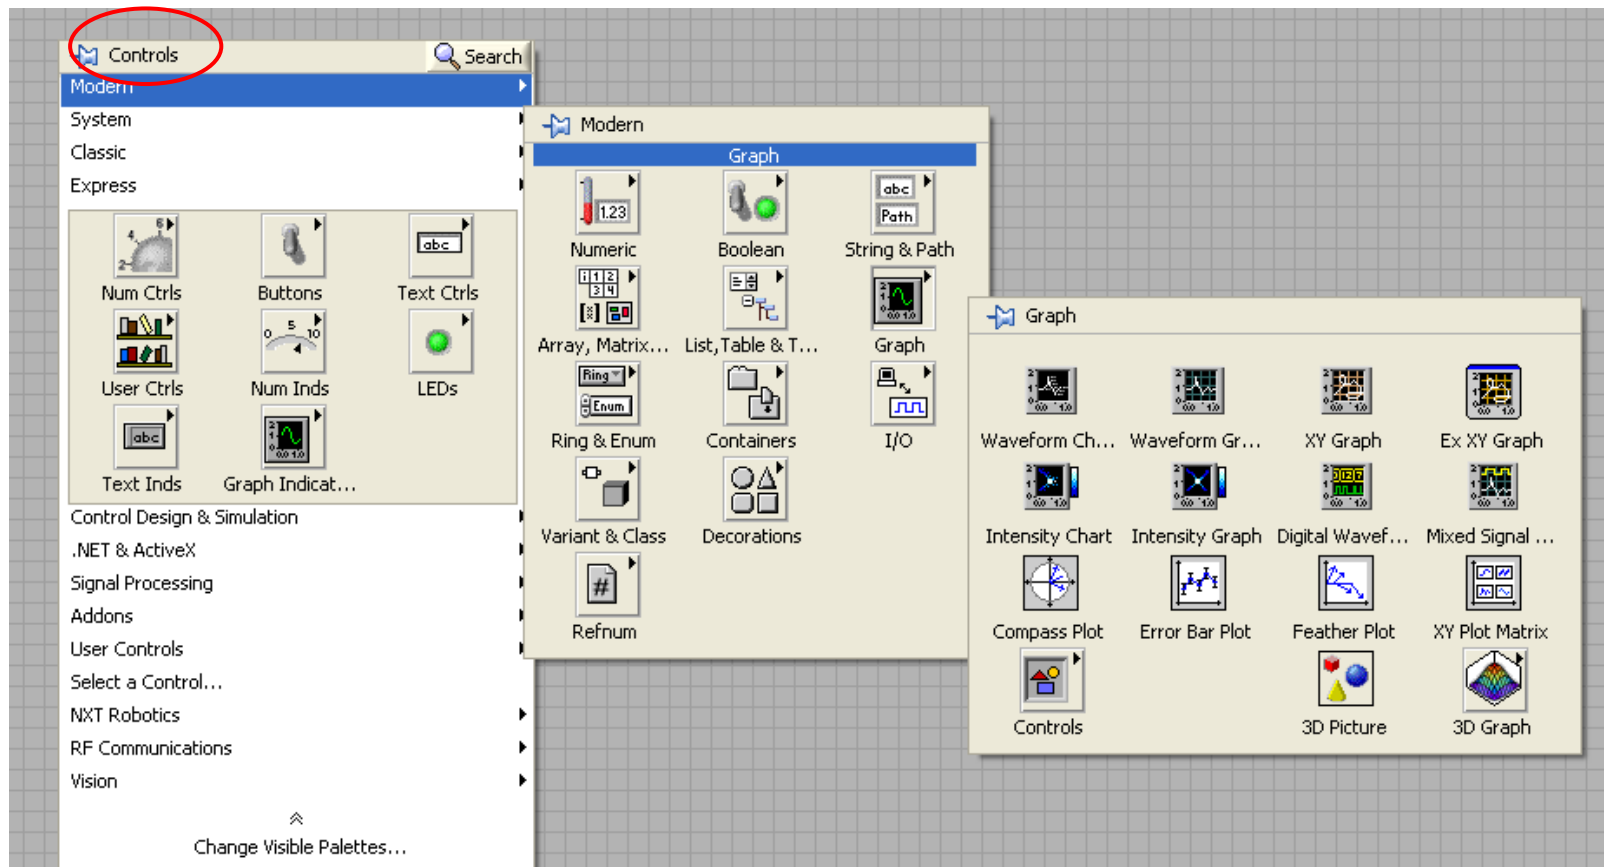 Controls
Search
Modern
System
Classic
Express
Num Ctrls
Buttons
Text Ctrls
User Ctrls
Num Inds
LEDs
Text Inds
Graph Indicat...
Control Design & Simulation
.NET & ActiveX
Signal Processing
Addons
User Controls
Select a Control...
NXT Robotics
RF Communications
Vision
Change Visible Palettes...
Modern
Graph
1.23
abc
Path
Numeric
Boolean
String & Path
Array, Matrix...
List, Table & T...
Graph
Ring
Enum
Ring & Enum
Containers
I/O
Variant & Class
Decorations
#
Refnum
Graph
Waveform Ch...
Waveform Gr...
XY Graph
Ex XY Graph
Intensity Chart
Intensity Graph
Digital Wavef...
Mixed Signal ...
Compass Plot
Error Bar Plot
Feather Plot
XY Plot Matrix
Controls
3D Picture
3D Graph